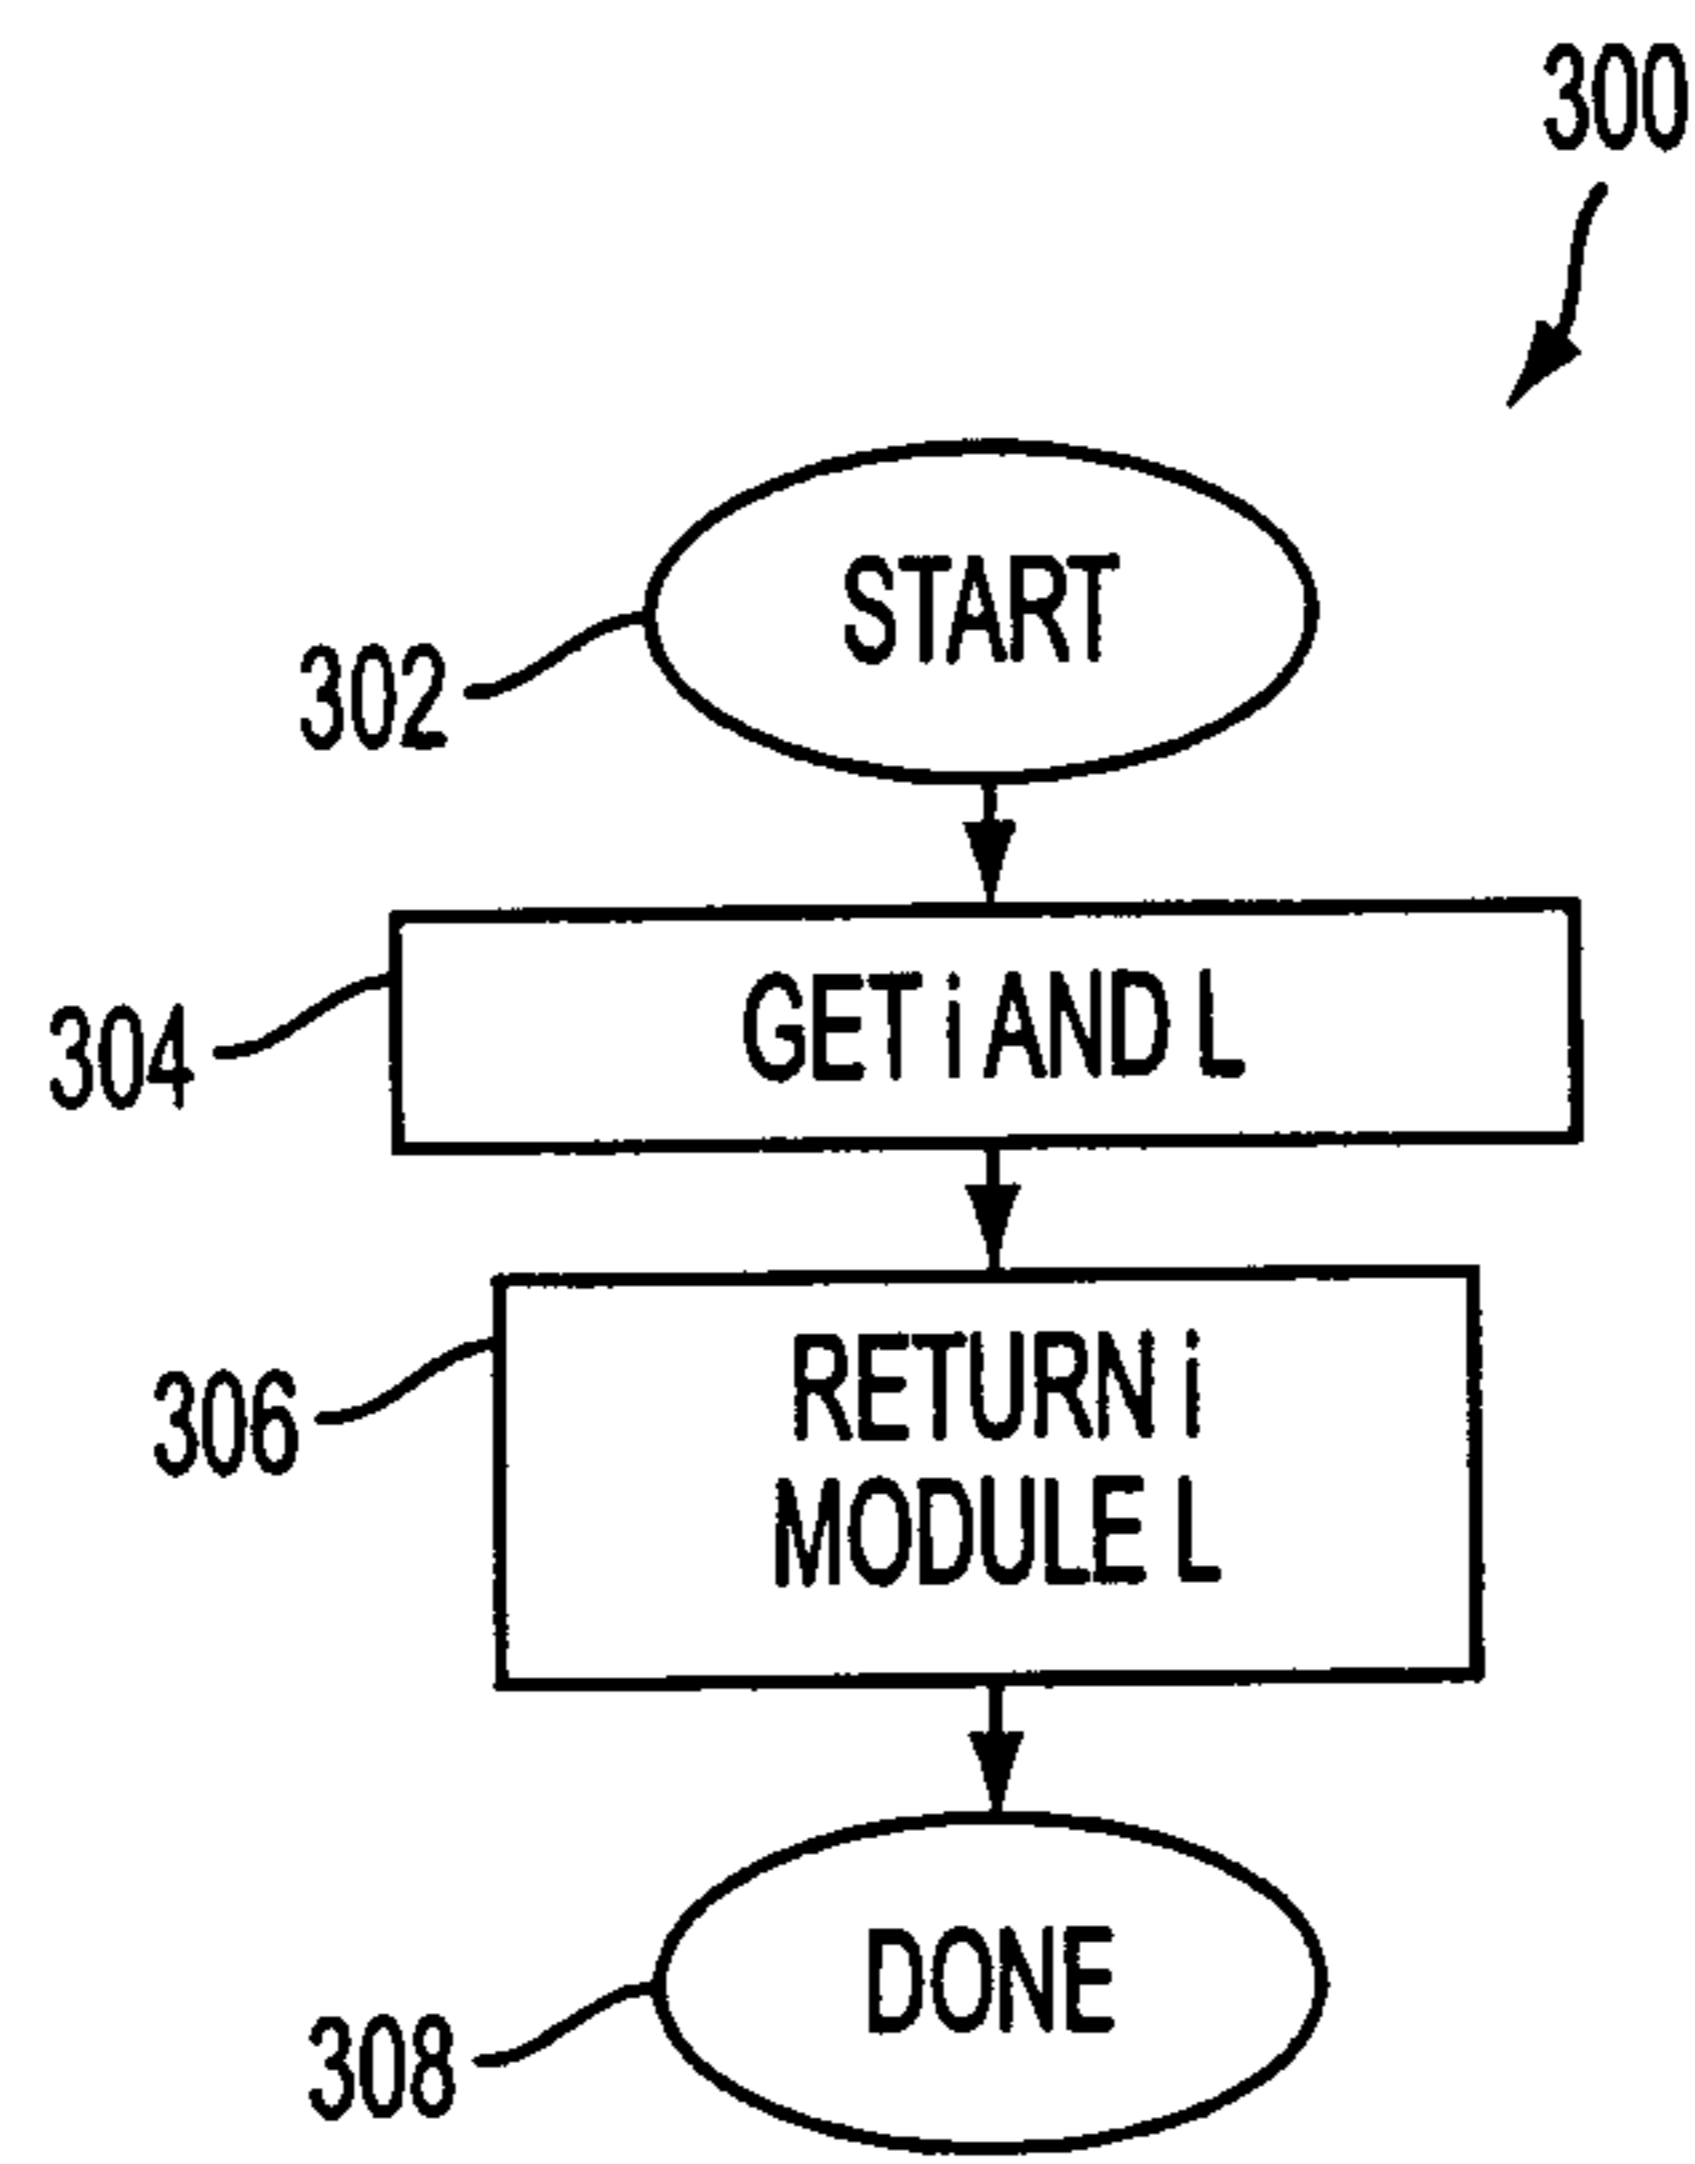 300
START
302
GET i AND L
304
RETURN i
MODULE L
306
DONE
308